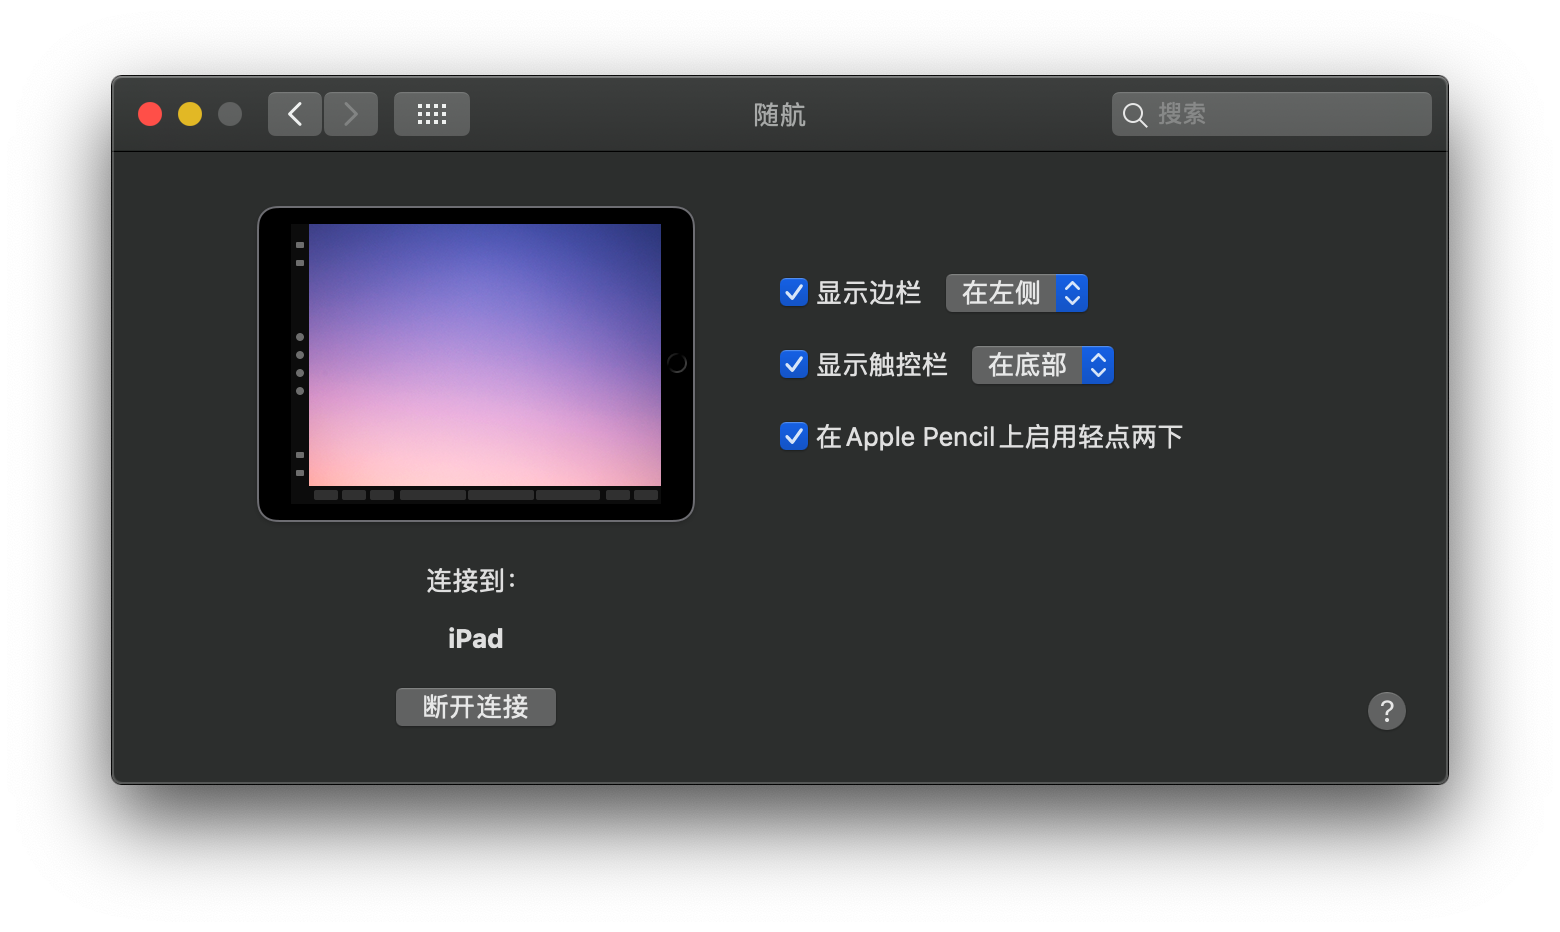 随航
搜索
显示边栏 在左侧
显示触控栏 在底部
在 Apple Pencil 上启用轻点两下
连接到：
iPad
断开连接
?